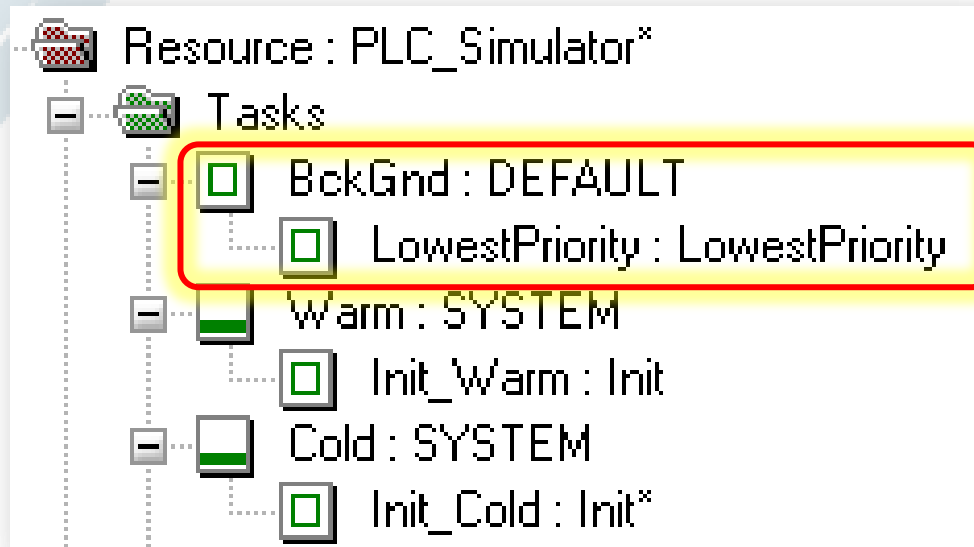 Resource : PLC_Simulator*
Tasks
BckGnd : DEFAULT
LowestPriority : LowestPriority
Warm : SYSTEM
Init_Warm : Init
Cold : SYSTEM
Init_Cold : Init*